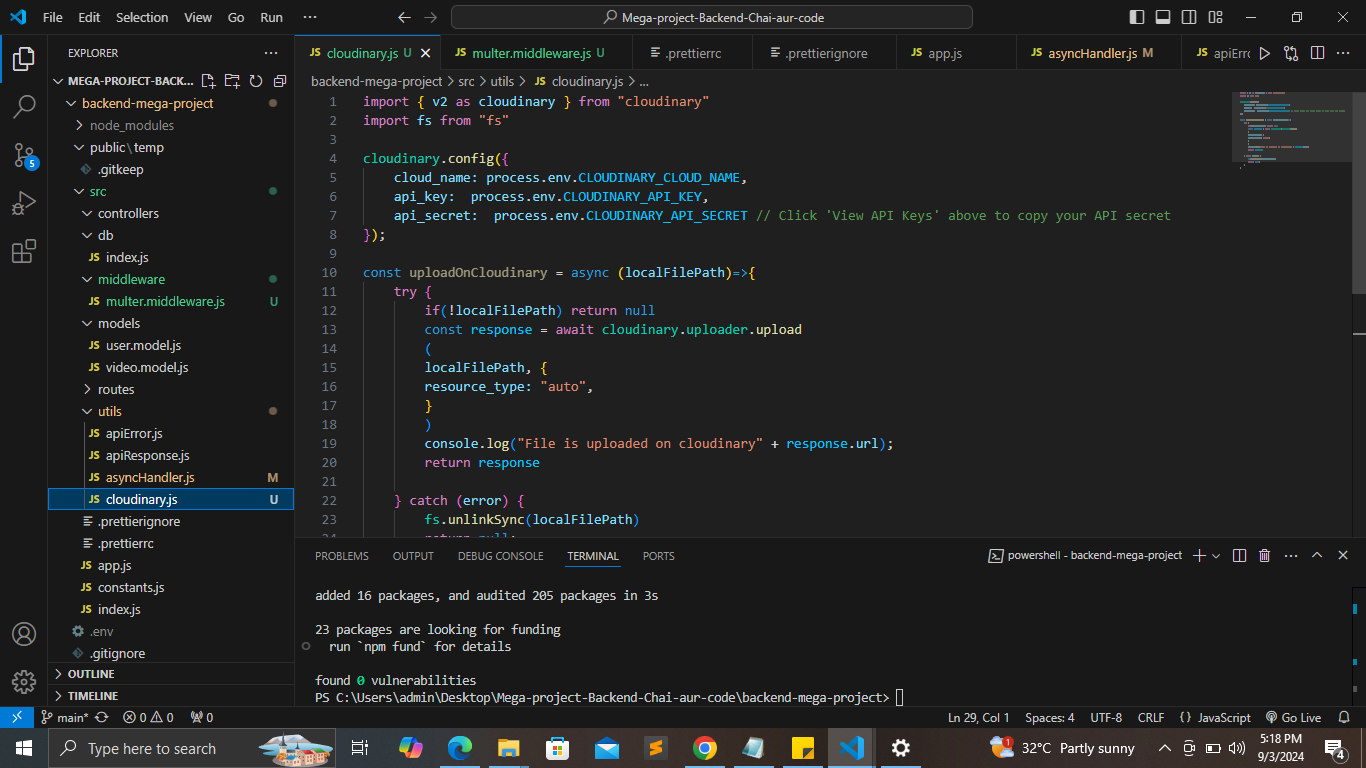 File Edit Selection View Go Run ···
Mega-project-Backend-Chai-aur-code
EXPLORER
MEGA-PROJECT-BACK...
backend-mega-project
node_modules
public\temp
.gitkeep
src
controllers
db
JS index.js
middleware
JS multer.middleware.js U
models
JS user.model.js
JS video.model.js
routes
utils
JS apiError.js
JS apiResponse.js
JS asyncHandler.js M
JS cloudinary.js U
.prettierignore
.prettierrc
JS app.js
JS constants.js
JS index.js
.env
.gitignore
OUTLINE
TIMELINE
5
JS cloudinary.js U JS multer.middleware.js U .prettierrc .prettierignore JS app.js JS asyncHandler.js M JS apiErr
backend-mega-project > src > utils > JS cloudinary.js > ...
1 import { v2 as cloudinary } from "cloudinary"
2 import fs from "fs"
3
4 cloudinary.config({
5 cloud_name: process.env.CLOUDINARY_CLOUD_NAME,
6 api_key: process.env.CLOUDINARY_API_KEY,
7 api_secret: process.env.CLOUDINARY_API_SECRET // Click 'View API Keys' above to copy your API secret
8 });
9
10 const uploadOnCloudinary = async (localFilePath)=>{
11 try {
12 if(!localFilePath) return null
13 const response = await cloudinary.uploader.upload
14 (
15 localFilePath, {
16 resource_type: "auto",
17 }
18 )
19 console.log("File is uploaded on cloudinary" + response.url);
20 return response
21
22 } catch (error) {
23 fs.unlinkSync(localFilePath)
24 return null;
PROBLEMS OUTPUT DEBUG CONSOLE TERMINAL PORTS
powershell - backend-mega-project
added 16 packages, and audited 205 packages in 3s
23 packages are looking for funding
run `npm fund` for details
found 0 vulnerabilities
PS C:\Users\admin\Desktop\Mega-project-Backend-Chai-aur-code\backend-mega-project>
main* 0 0 0
Ln 29, Col 1 Spaces: 4 UTF-8 CRLF {} JavaScript Go Live
Type here to search
1 32°C Partly sunny
5:18 PM
9/3/2024
4